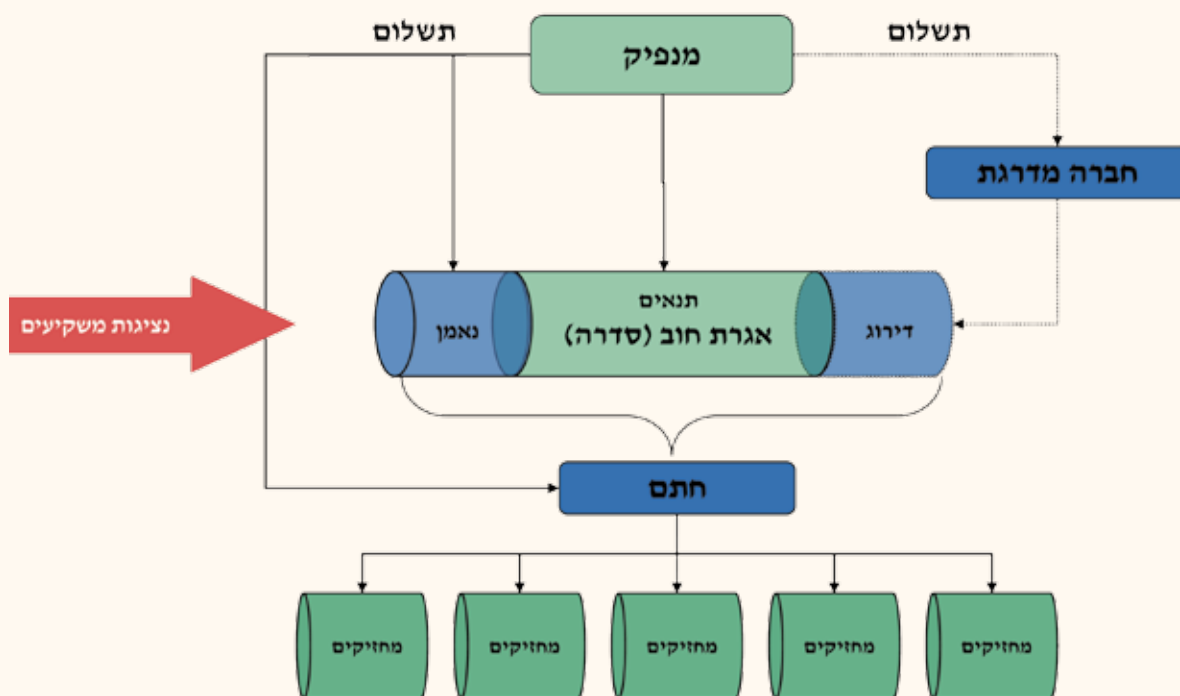 תשלום
מנפיק
תשלום
חברה מדרגת
נציגות משקיעים
דירוג
תנאים
אגרת חוב (סדרה)
נאמן
חתם
מחזיקים
מחזיקים
מחזיקים
מחזיקים
מחזיקים